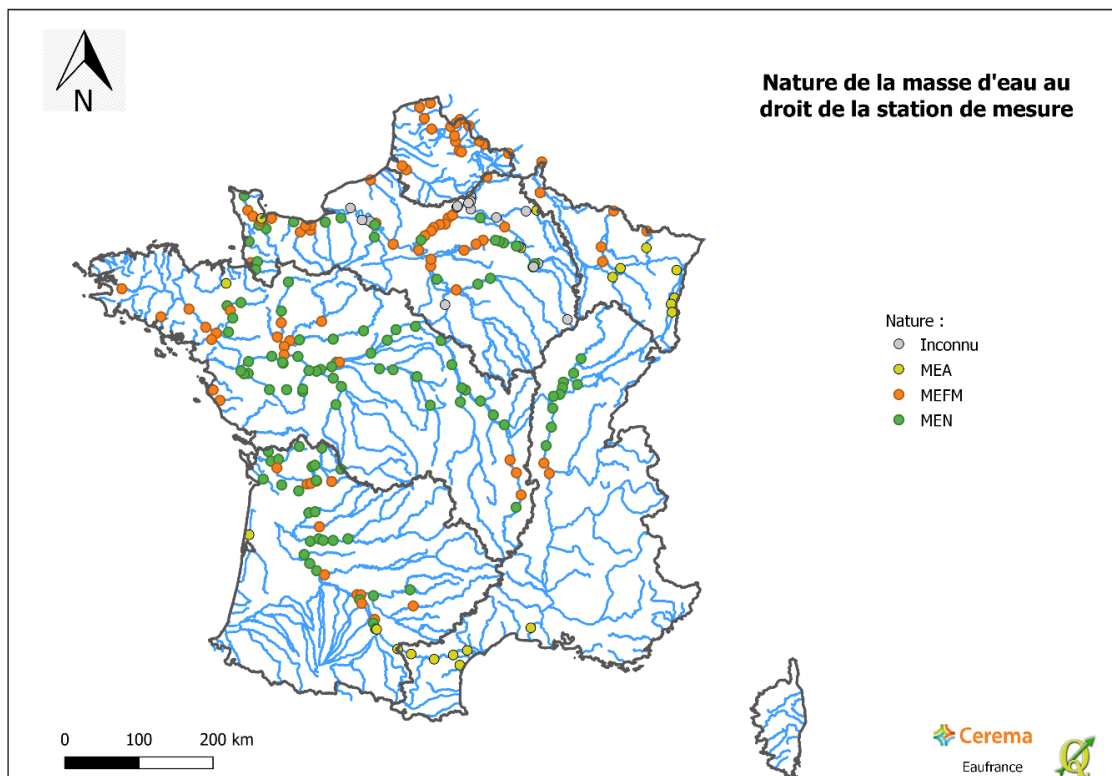 N
Nature de la masse d'eau au
droit de la station de mesure
Nature :
Inconnu
MEA
MEFM
MEN
0 100 200 km
Cerema
Eaufrance